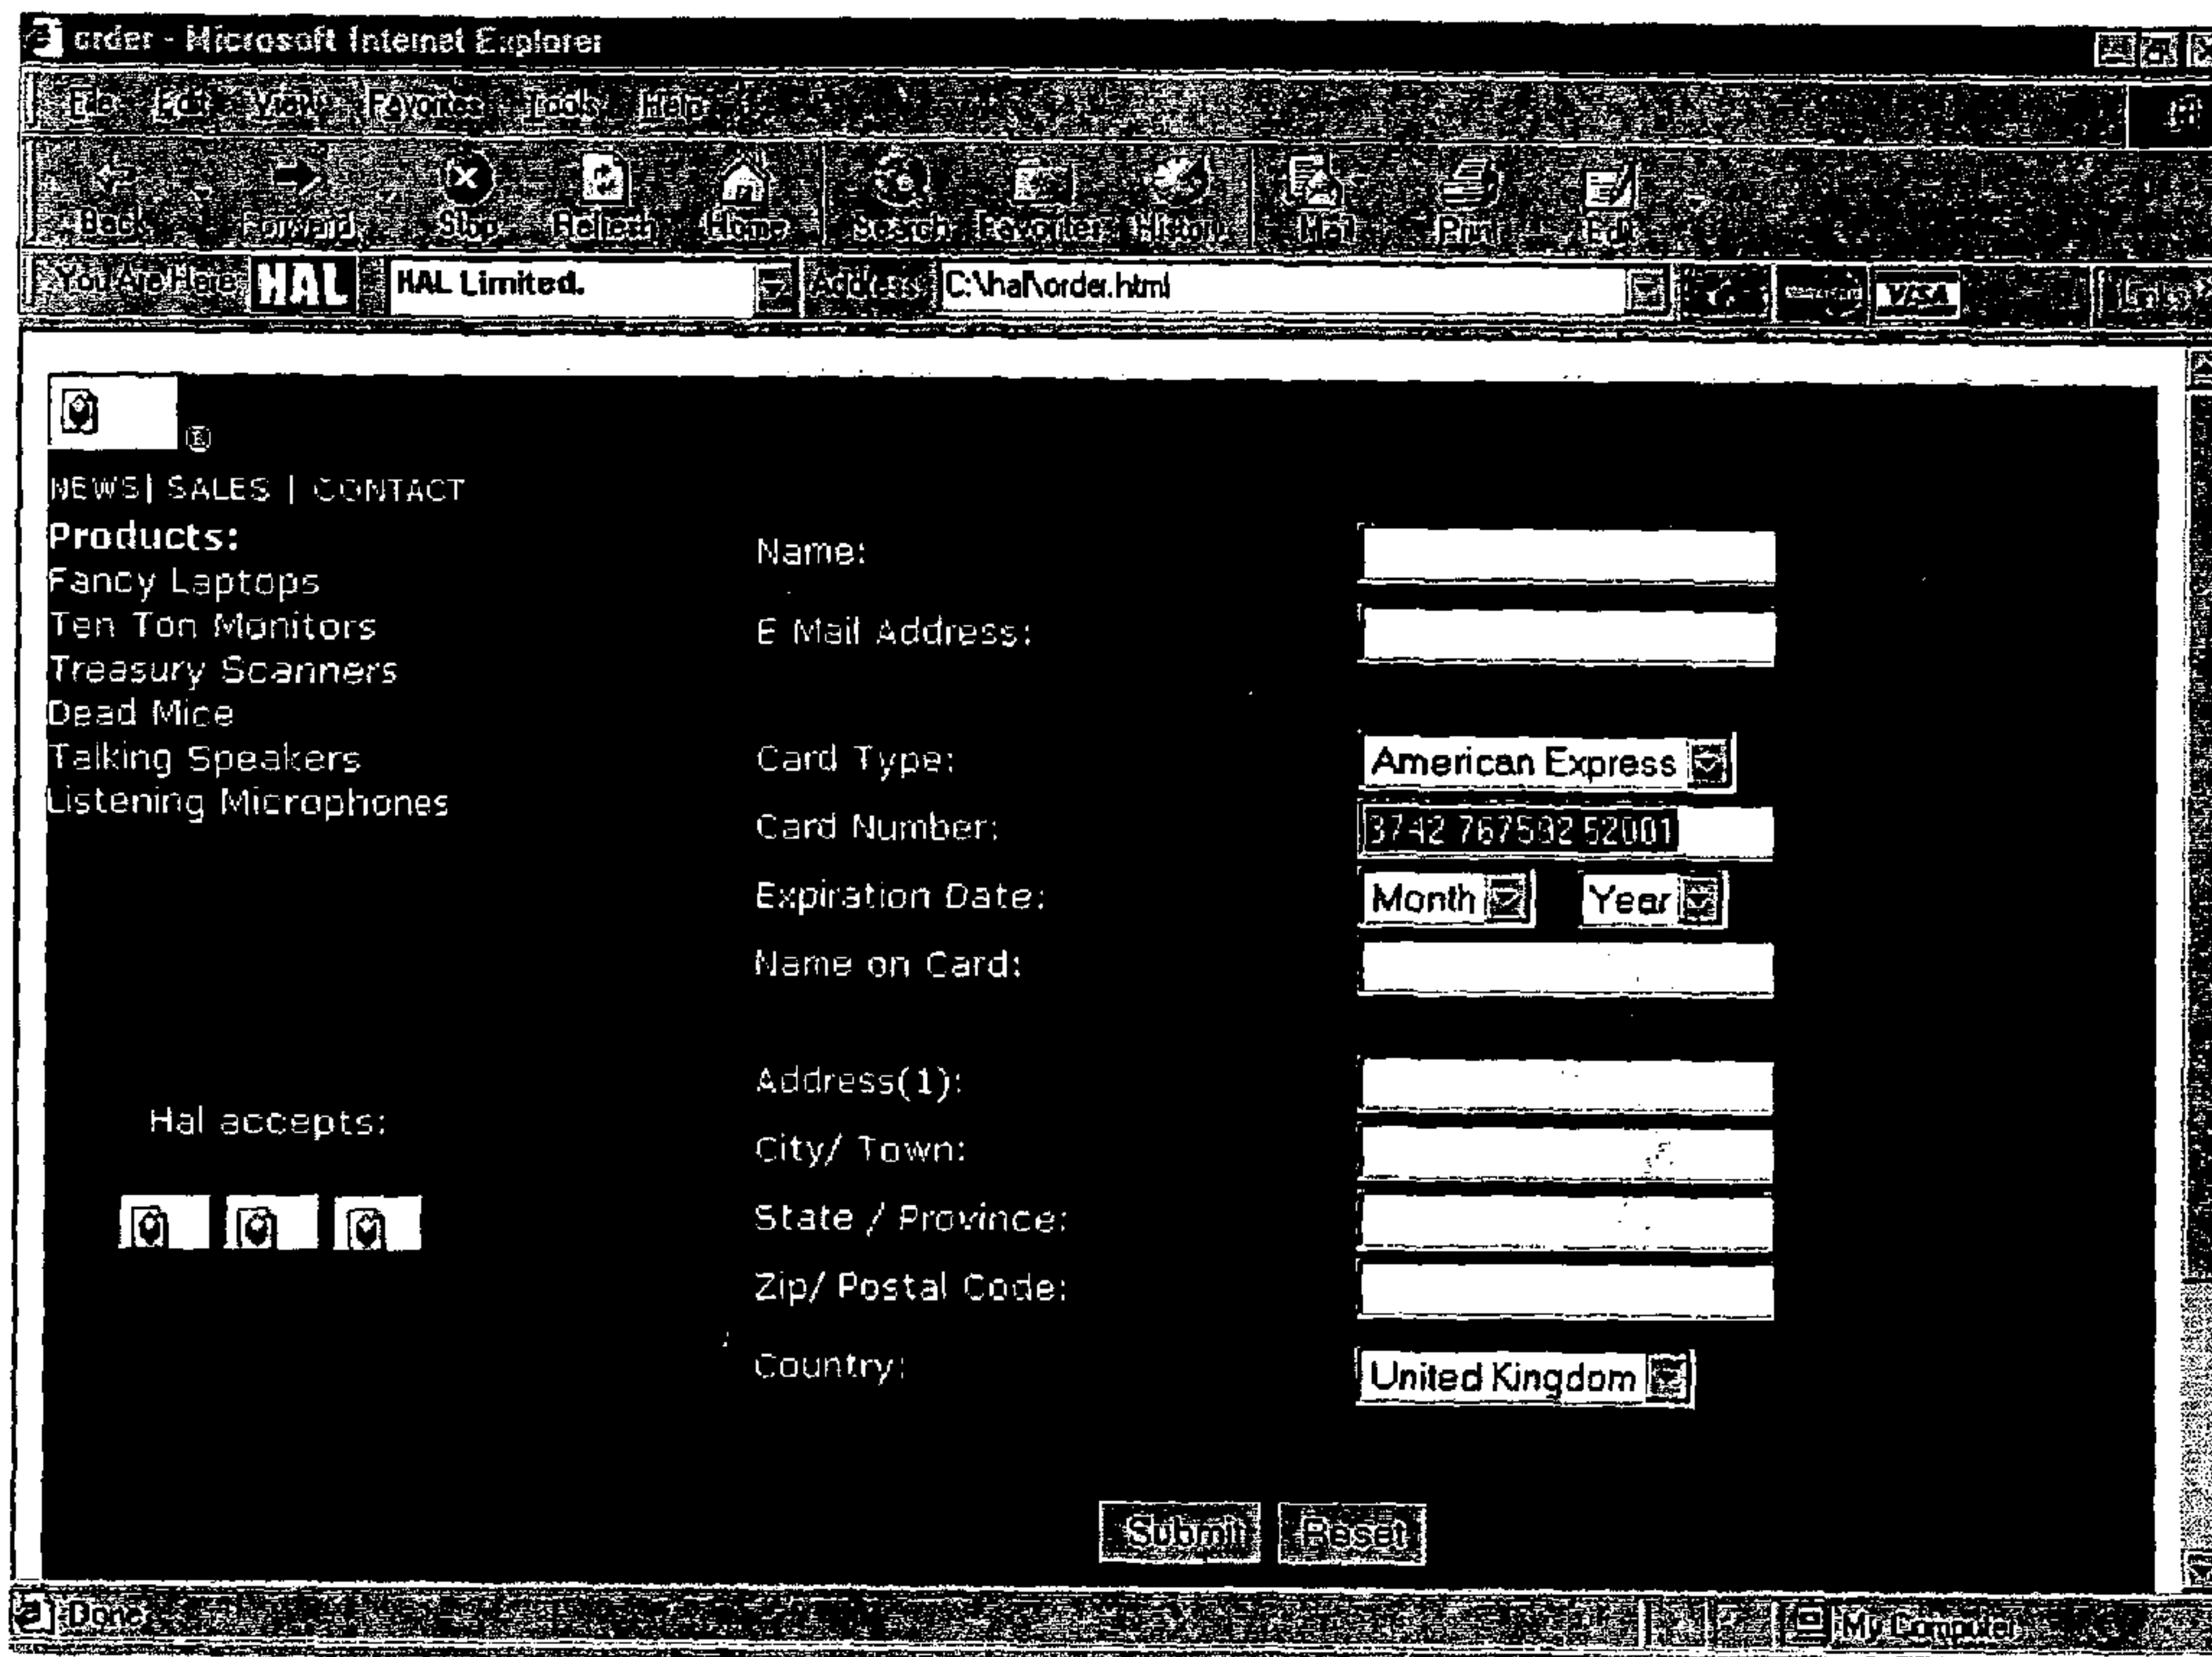 order - Microsoft Internet Explorer
File Edit View Favorites Tools Help
Back Forward Stop Refresh Home Search Favorites History Mail Print Edit
You Are Here HAL HAL Limited. Address C:\hal\order.html VISA Links
®
NEWS| SALES | CONTACT
Products:
Fancy Laptops
Ten Ton Monitors
Treasury Scanners
Dead Mice
Talking Speakers
Listening Microphones
Hal accepts:
Name:
E Mail Address:
Card Type: American Express
Card Number: 3742 767592 52001
Expiration Date: Month Year
Name on Card:
Address(1):
City/ Town:
State / Province:
Zip/ Postal Code:
Country: United Kingdom
Submit Reset
Done My Computer